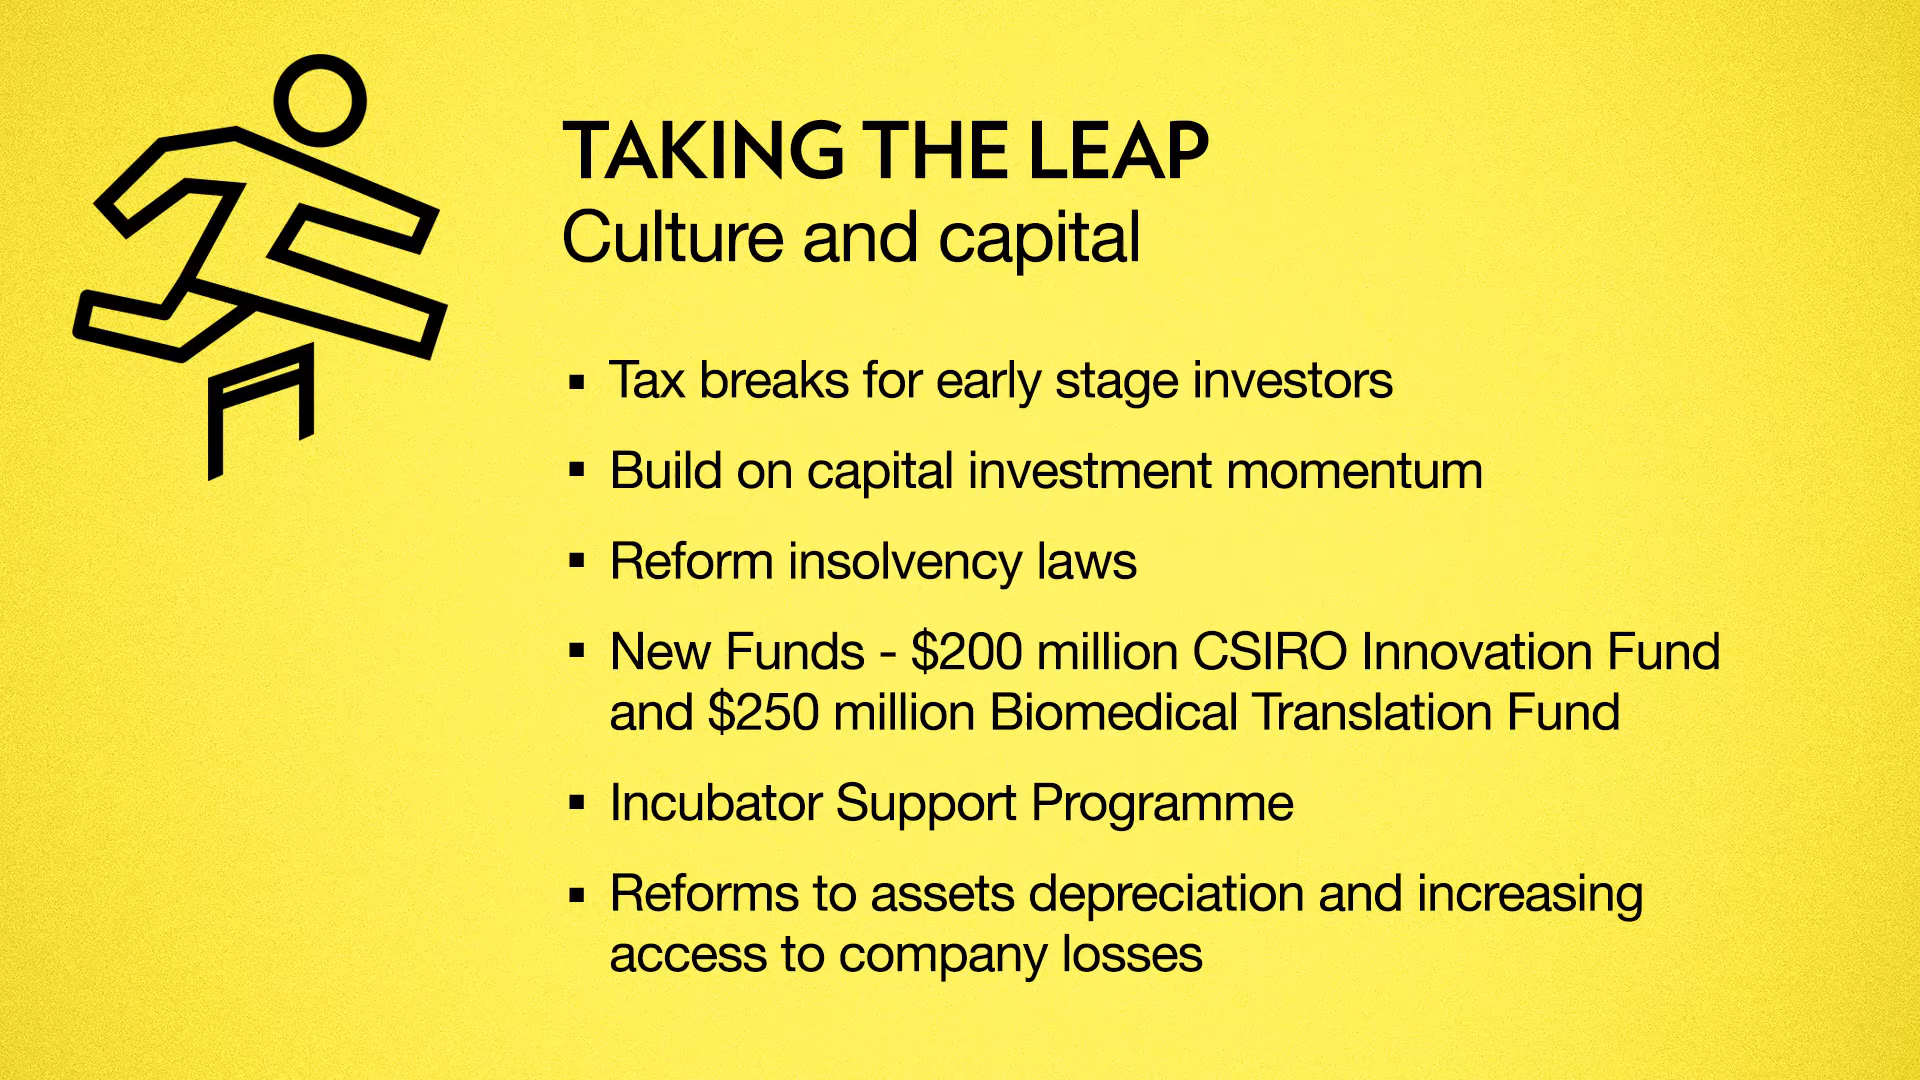 TAKING THE LEAP
Culture and capital
▪ Tax breaks for early stage investors
▪ Build on capital investment momentum
▪ Reform insolvency laws
▪ New Funds - $200 million CSIRO Innovation Fund
and $250 million Biomedical Translation Fund
▪ Incubator Support Programme
▪ Reforms to assets depreciation and increasing
access to company losses